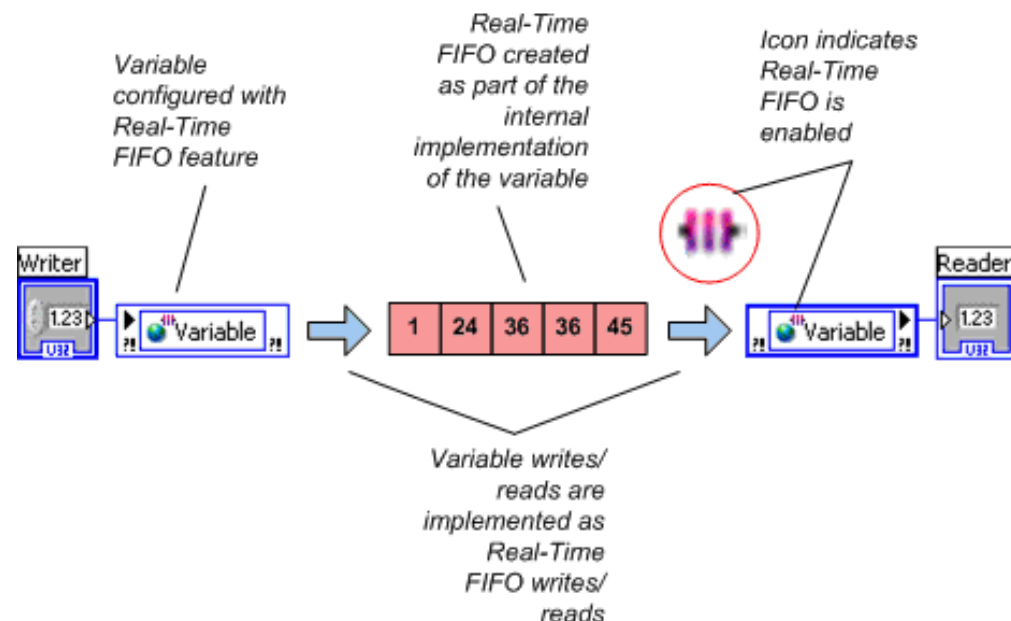 Variable
configured with
Real-Time
FIFO feature
Real-Time
FIFO created
as part of the
internal
implementation
of the variable
Icon indicates
Real-Time
FIFO is
enabled
Writer
1.23
U32
?!
Variable
?!
1 24 36 36 45
?!
Variable
?!
Reader
1.23
U32
Variable writes/
reads are
implemented as
Real-Time
FIFO writes/
reads